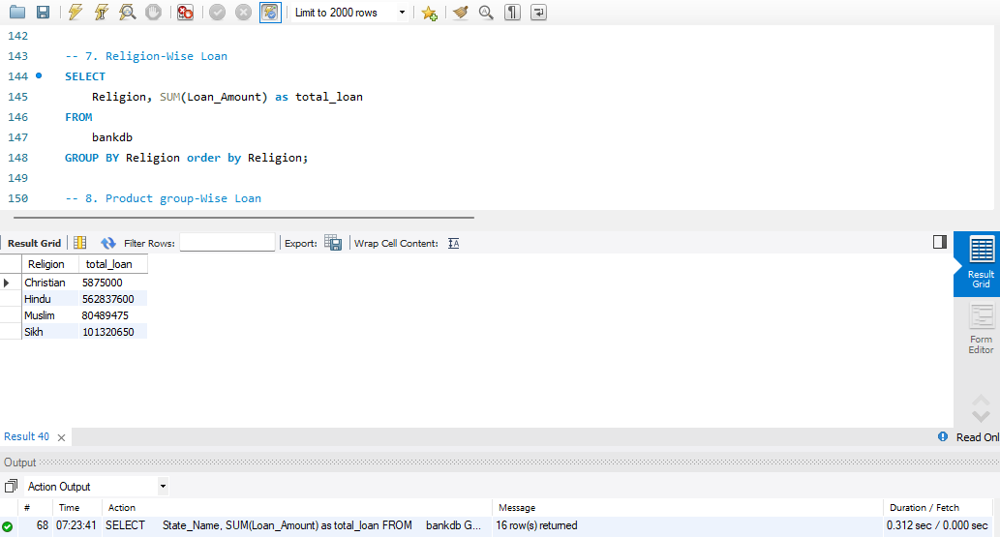 Limit to 2000 rows
142
143 -- 7. Religion-Wise Loan
144 SELECT
145 Religion, SUM(Loan_Amount) as total_loan
146 FROM
147 bankdb
148 GROUP BY Religion order by Religion;
149
150 -- 8. Product group-Wise Loan
Result Grid Filter Rows: Export: Wrap Cell Content: IA
Religion total_loan
Christian 5875000
Hindu 562837600
Muslim 80489475
Sikh 101320650
Result Grid
Form Editor
Result 40 Read Onl
Output
Action Output
# Time Action Message Duration / Fetch
68 07:23:41 SELECT State_Name, SUM(Loan_Amount) as total_loan FROM bankdb G... 16 row(s) returned 0.312 sec / 0.000 sec